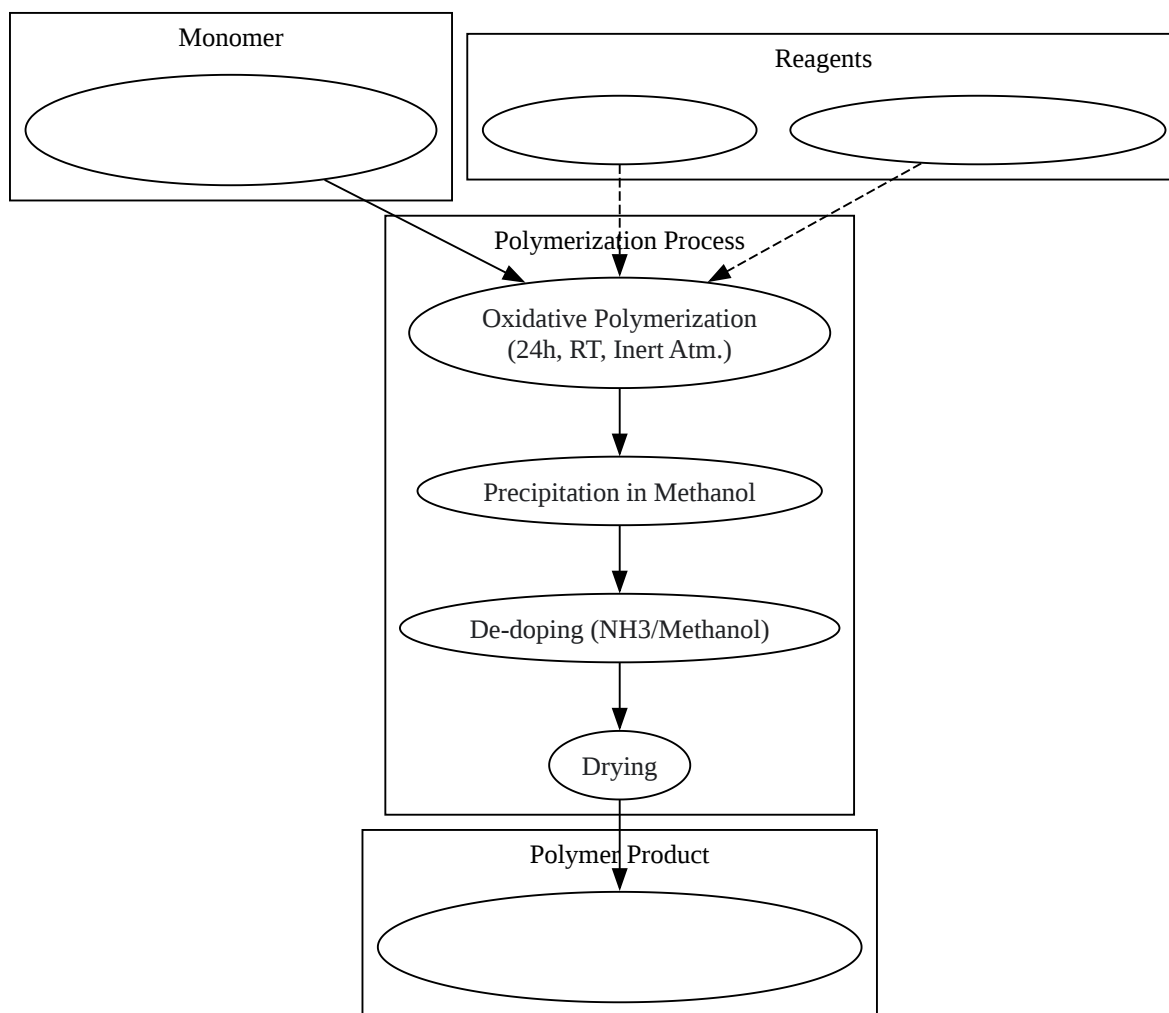 Monomer
Reagents
Polymerization Process
Oxidative Polymerization
(24h, RT, Inert Atm.)
Precipitation in Methanol
De-doping (NH3/Methanol)
Drying
Polymer Product